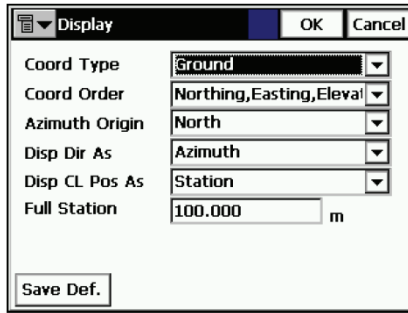 Display OK Cancel
Coord Type Ground
Coord Order Northing,Easting,Elevat
Azimuth Origin North
Disp Dir As Azimuth
Disp CL Pos As Station
Full Station 100.000 m
Save Def.